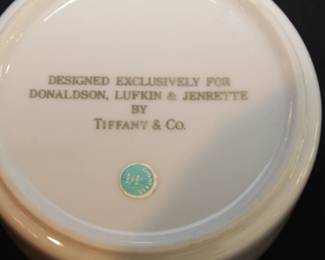 DESIGNED EXCLUSIVELY FOR
DONALDSON, LUFKIN & JENRETTE
BY
TIFFANY & CO.